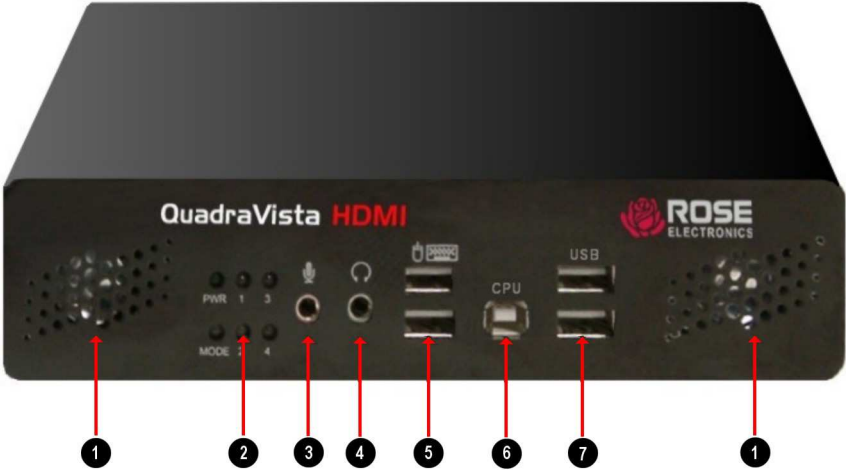 QuadraVista HDMI
ROSE
ELECTRONICS
USB
CPU
PWR 1 3
MODE 2 4
1 2 3 4 5 6 7 1